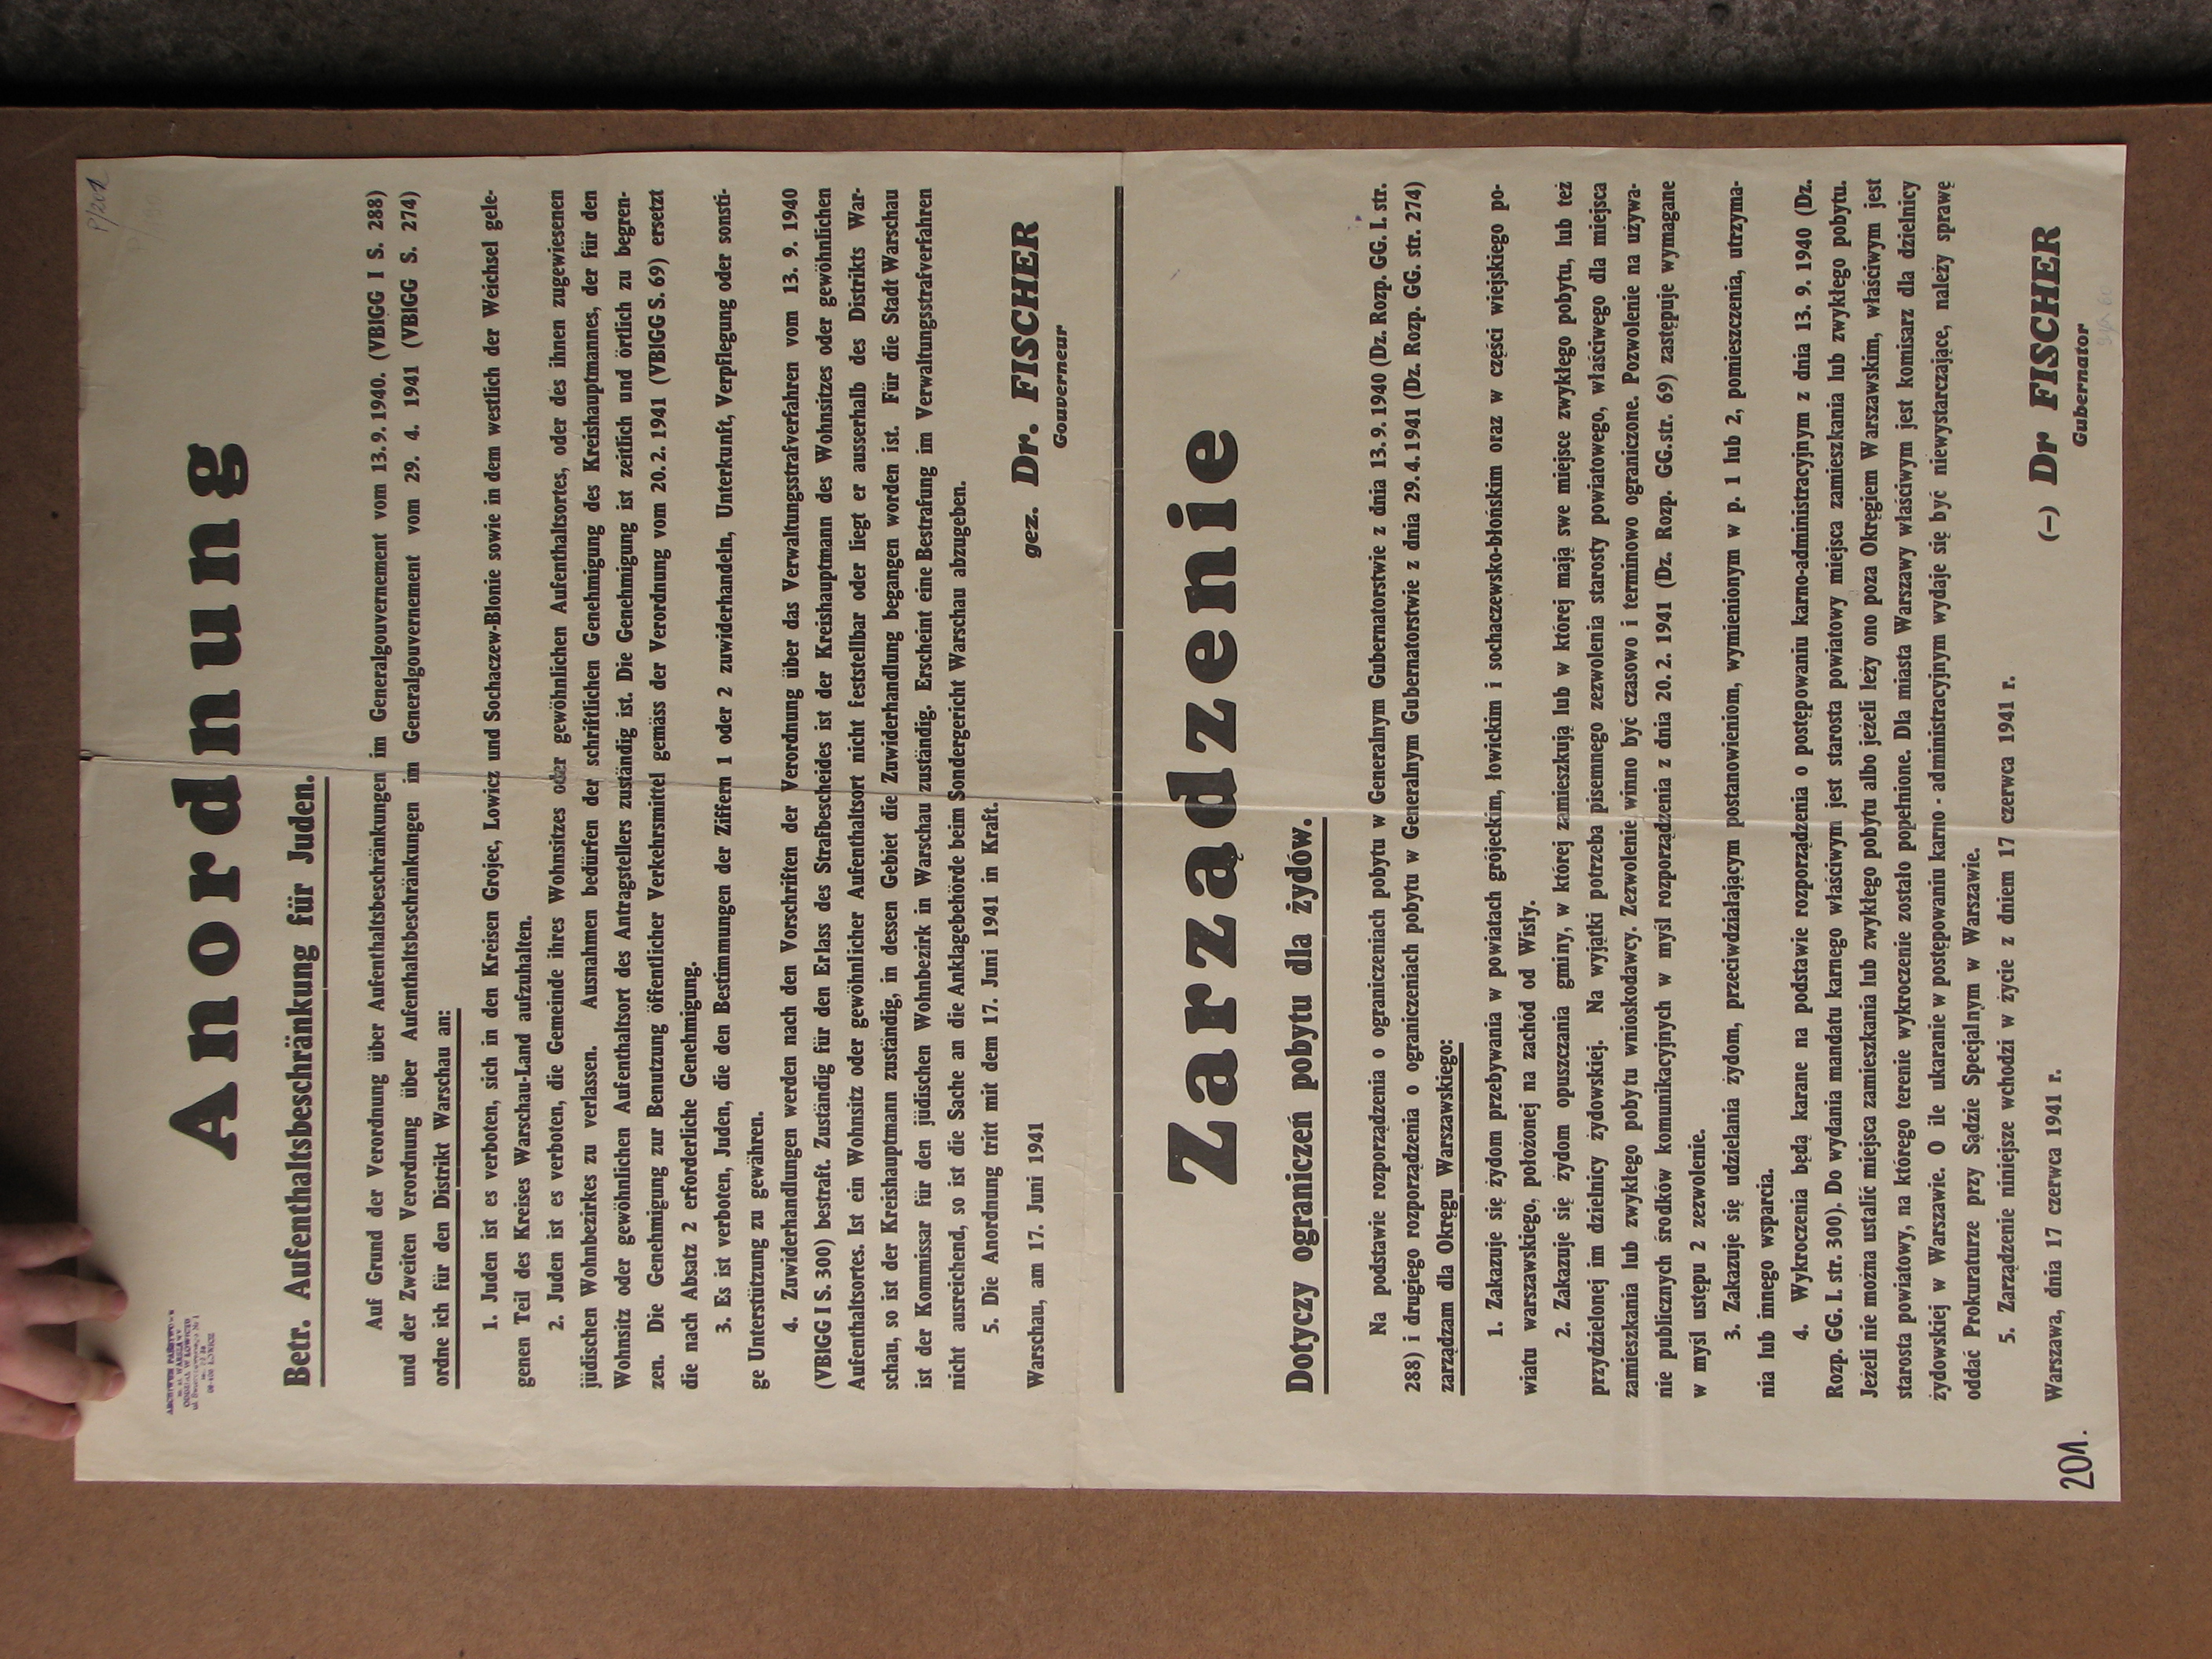 P/201
ARCHIWUM PAŃSTWOWE
m. st. WARSZAWY
ODDZIAŁ W ŁOWICZU
Anordnung
Betr. Aufenthaltsbeschränkung für Juden.
Auf Grund der Verordnung über Aufenthaltsbeschränkungen im Generalgouvernement vom 13. 9. 1940. (VBlGG I S. 288)
und der Zweiten Verordnung über Aufenthaltsbeschränkungen im Generalgouvernement vom 29. 4. 1941 (VBlGG S. 274)
ordne ich für den Distrikt Warschau an:
1. Juden ist es verboten, sich in den Kreisen Grojec, Lowicz und Sochaczew-Blonie sowie in dem westlich der Weichsel gele-
genen Teil des Kreises Warschau-Land aufzuhalten.
2. Juden ist es verboten, die Gemeinde ihres Wohnsitzes oder gewöhnlichen Aufenthaltsortes, oder des ihnen zugewiesenen
jüdischen Wohnbezirkes zu verlassen. Ausnahmen bedürfen der schriftlichen Genehmigung des Kreishauptmannes, der für den
Wohnsitz oder gewöhnlichen Aufenthaltsort des Antragstellers zuständig ist. Die Genehmigung ist zeitlich und örtlich zu begren-
zen. Die Genehmigung zur Benutzung öffentlicher Verkehrsmittel gemäss der Verordnung vom 20. 2. 1941 (VBlGG S. 69) ersetzt
die nach Absatz 2 erforderliche Genehmigung.
3. Es ist verboten, Juden, die den Bestimmungen der Ziffern 1 oder 2 zuwiderhandeln, Unterkunft, Verpflegung oder sonsti-
ge Unterstützung zu gewähren.
4. Zuwiderhandlungen werden nach den Vorschriften der Verordnung über das Verwaltungsstrafverfahren vom 13. 9. 1940
(VBlGG I S. 300) bestraft. Zuständig für den Erlass des Strafbescheides ist der Kreishauptmann des Wohnsitzes oder gewöhnlichen
Aufenthaltsortes. Ist ein Wohnsitz oder gewöhnlicher Aufenthaltsort nicht feststellbar oder liegt er ausserhalb des Distrikts War-
schau, so ist der Kreishauptmann zuständig, in dessen Gebiet die Zuwiderhandlung begangen worden ist. Für die Stadt Warschau
ist der Kommissar für den jüdischen Wohnbezirk in Warschau zuständig. Erscheint eine Bestrafung im Verwaltungsstrafverfahren
nicht ausreichend, so ist die Sache an die Anklagebehörde beim Sondergericht Warschau abzugeben.
5. Die Anordnung tritt mit dem 17. Juni 1941 in Kraft.
Warschau, am 17. Juni 1941
gez. Dr. FISCHER
Gouverneur
Zarządzenie
Dotyczy ograniczeń pobytu dla żydów.
Na podstawie rozporządzenia o ograniczeniach pobytu w Generalnym Gubernatorstwie z dnia 13. 9. 1940 (Dz. Rozp. GG. I. str.
288) i drugiego rozporządzenia o ograniczeniach pobytu w Generalnym Gubernatorstwie z dnia 29. 4. 1941 (Dz. Rozp. GG. str. 274)
zarządzam dla Okręgu Warszawskiego:
1. Zakazuje się żydom przebywania w powiatach grójeckim, łowickim i sochaczewsko-błońskim oraz w części wiejskiego po-
wiatu warszawskiego, położonej na zachód od Wisły.
2. Zakazuje się żydom opuszczania gminy, w której zamieszkują lub w której mają swe miejsce zwykłego pobytu, lub też
przydzielonej im dzielnicy żydowskiej. Na wyjątki potrzeba pisemnego zezwolenia starosty powiatowego, właściwego dla miejsca
zamieszkania lub zwykłego pobytu wnioskodawcy. Zezwolenie winno być czasowo i terminowo ograniczone. Pozwolenie na używa-
nie publicznych środków komunikacyjnych w myśl rozporządzenia z dnia 20. 2. 1941 (Dz. Rozp. GG.str. 69) zastępuje wymagane
w myśl ustępu 2 zezwolenie.
3. Zakazuje się udzielania żydom, przeciwdziałającym postanowieniom, wymienionym w p. 1 lub 2, pomieszczenia, utrzyma-
nia lub innego wsparcia.
4. Wykroczenia będą karane na podstawie rozporządzenia o postępowaniu karno-administracyjnym z dnia 13. 9. 1940 (Dz.
Rozp. GG. I. str. 300). Do wydania mandatu karnego właściwym jest starosta powiatowy miejsca zamieszkania lub zwykłego pobytu.
Jeżeli nie można ustalić miejsca zamieszkania lub zwykłego pobytu albo jeżeli leży ono poza Okręgiem Warszawskim, właściwym jest
starosta powiatowy, na którego terenie wykroczenie zostało popełnione. Dla miasta Warszawy właściwym jest komisarz dla dzielnicy
żydowskiej w Warszawie. O ile ukaranie w postępowaniu karno - administracyjnym wydaje się być niewystarczające, należy sprawę
oddać Prokuraturze przy Sądzie Specjalnym w Warszawie.
5. Zarządzenie niniejsze wchodzi w życie z dniem 17 czerwca 1941 r.
Warszawa, dnia 17 czerwca 1941 r.
(-) Dr FISCHER
Gubernator
201.